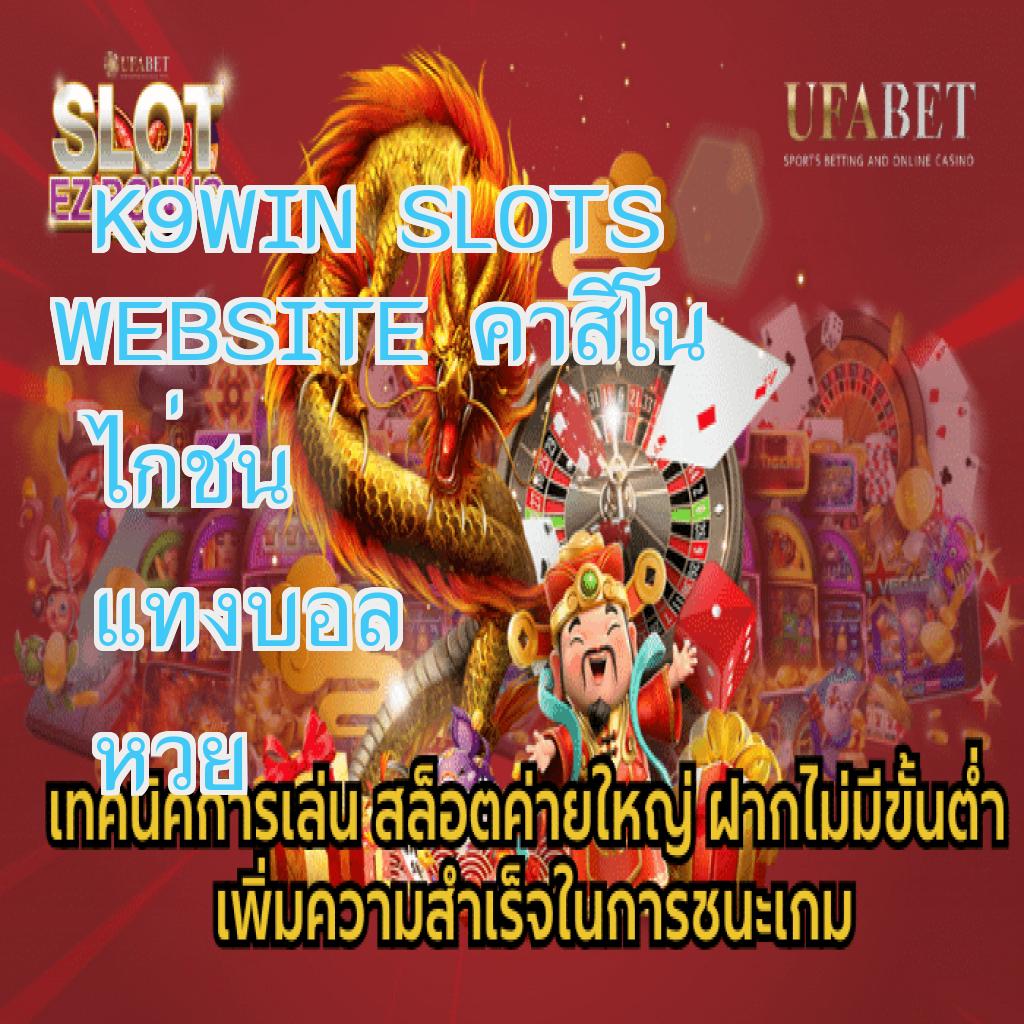 UFABET
SLOT
UFABET
SPORTS BETTING AND ONLINE CASINO
K9WIN SLOTS
WEBSITE คาสิโน
ไก่ชน
แทงบอล
หวย
เทคนิคการเล่น สล็อตค่ายใหญ่ ฝากไม่มีขั้นต่ำ
เพิ่มความสำเร็จในการชนะเกม